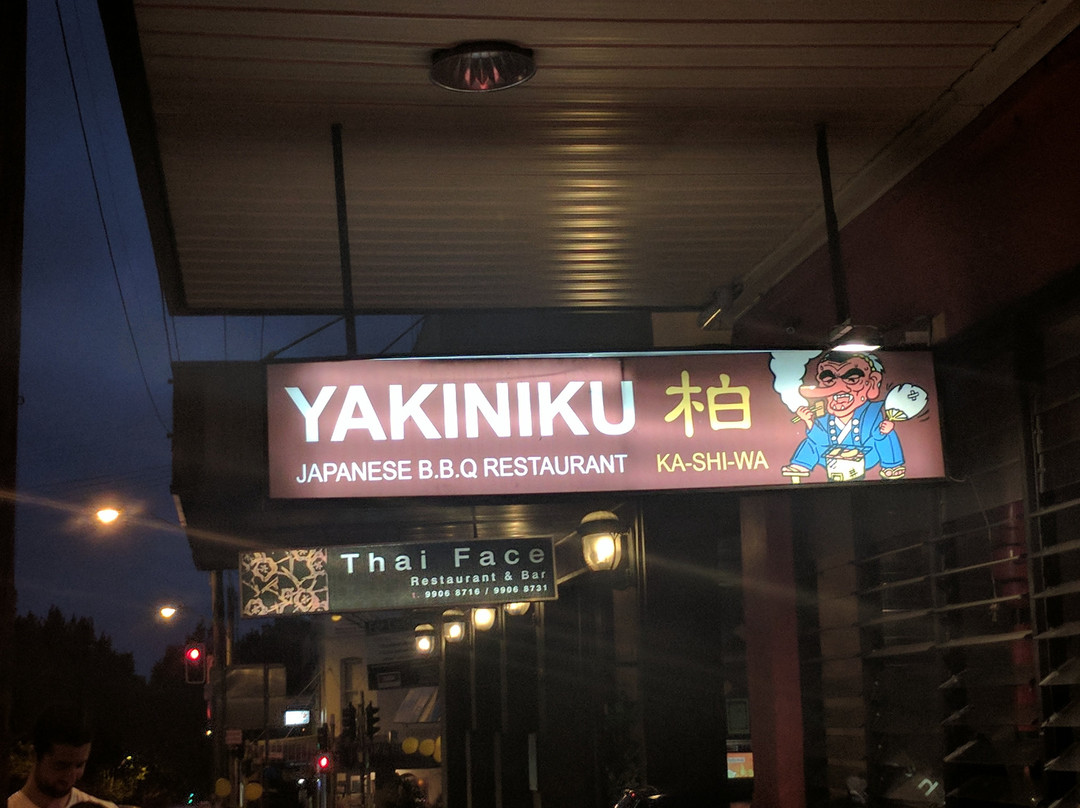 YAKINIKU 柏
JAPANESE B.B.Q RESTAURANT KA-SHI-WA
Thai Face
Restaurant & Bar
t: 9906 8716 / 9906 8731